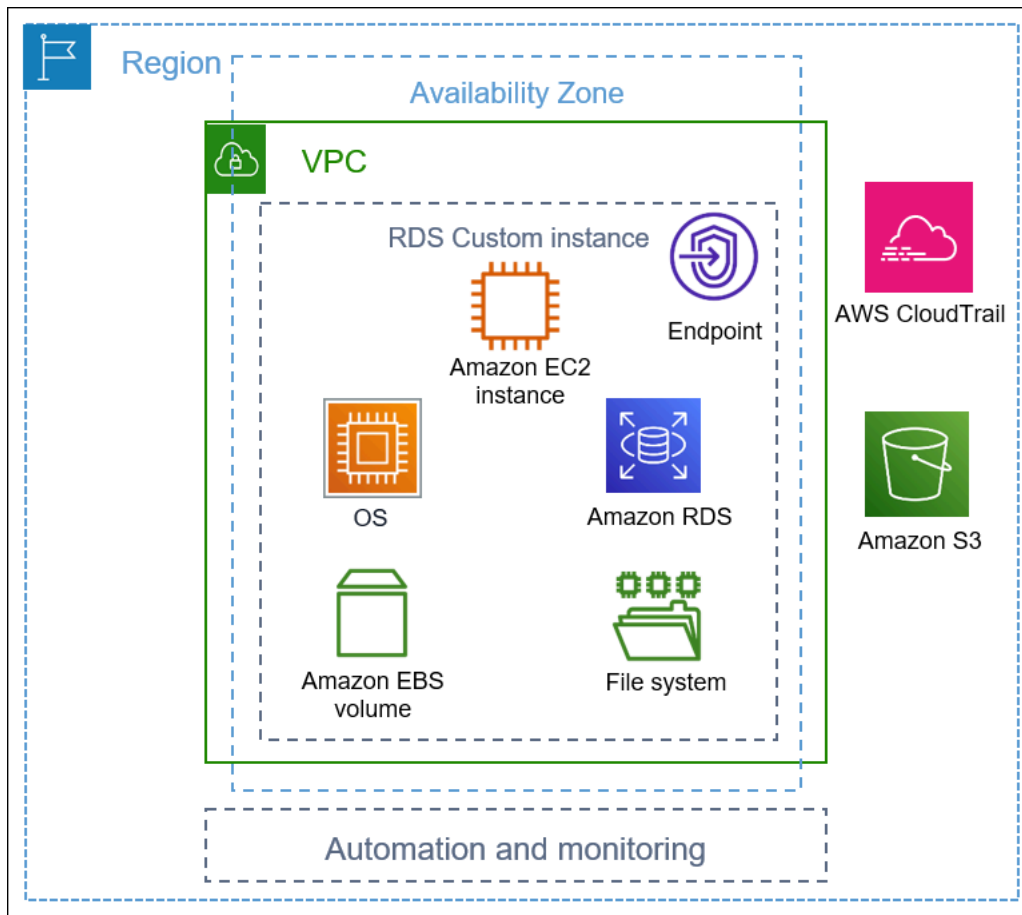 Region
Availability Zone
VPC
RDS Custom instance
Endpoint
Amazon EC2
instance
AWS CloudTrail
OS
Amazon RDS
Amazon S3
Amazon EBS
volume
File system
Automation and monitoring